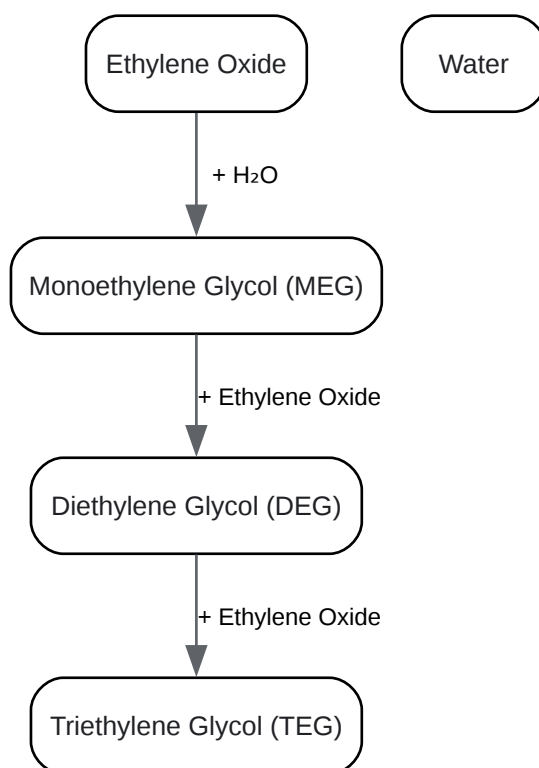 Ethylene Oxide
Water
+ H₂O
Monoethylene Glycol (MEG)
+ Ethylene Oxide
Diethylene Glycol (DEG)
+ Ethylene Oxide
Triethylene Glycol (TEG)